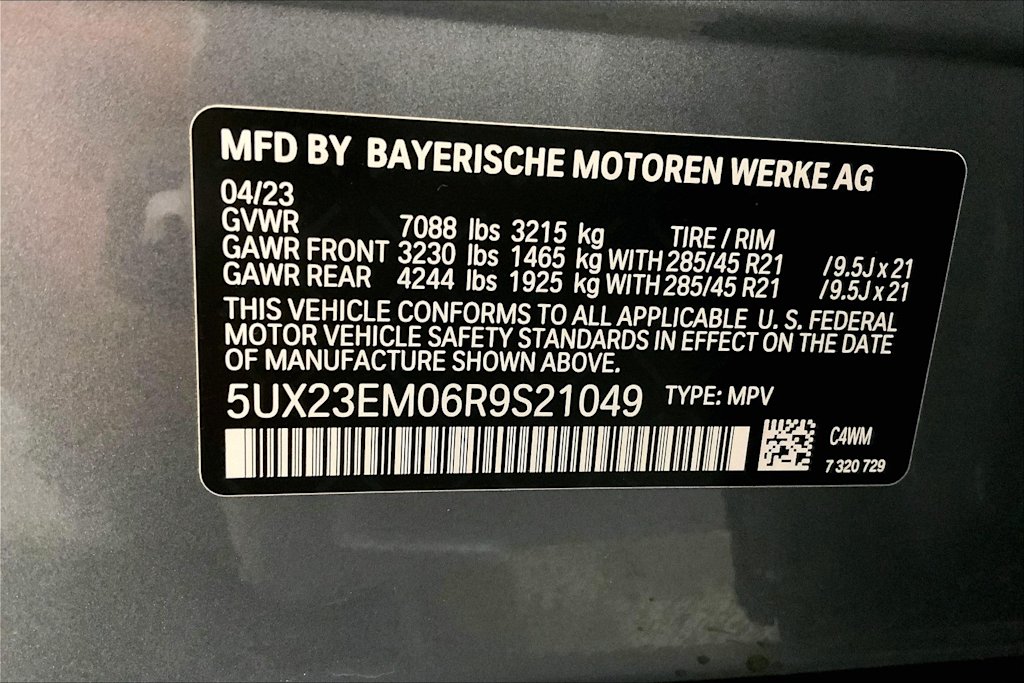 MFD BY BAYERISCHE MOTOREN WERKE AG
04/23
GVWR 7088 lbs 3215 kg TIRE / RIM
GAWR FRONT 3230 lbs 1465 kg WITH 285/45 R21 / 9.5J x 21
GAWR REAR 4244 lbs 1925 kg WITH 285/45 R21 / 9.5J x 21
THIS VEHICLE CONFORMS TO ALL APPLICABLE U. S. FEDERAL
MOTOR VEHICLE SAFETY STANDARDS IN EFFECT ON THE DATE
OF MANUFACTURE SHOWN ABOVE.
5UX23EM06R9S21049 TYPE: MPV
C4WM
7 320 729